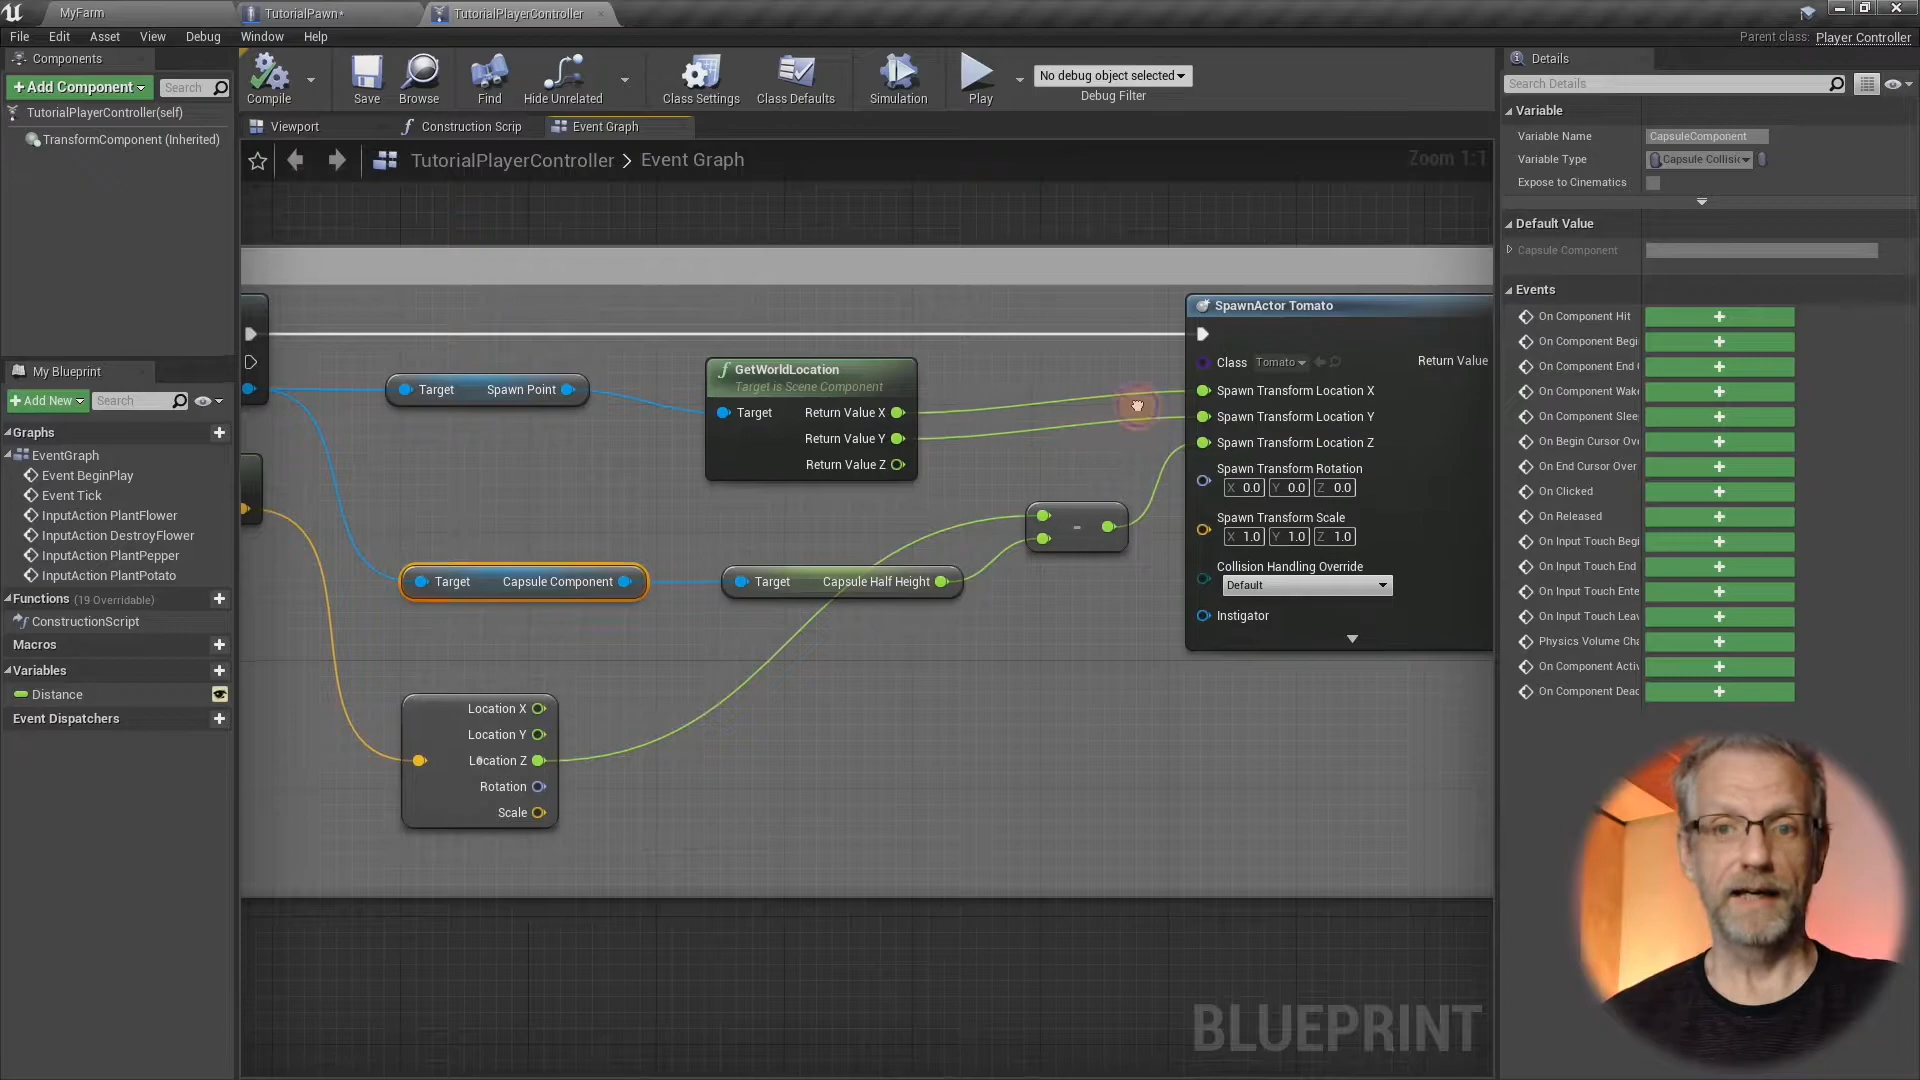 MyFarm
TutorialPawn*
TutorialPlayerController
File Edit Asset View Debug Window Help
Parent class: Player Controller
Components
+Add Component
Search
TutorialPlayerController(self)
TransformComponent (Inherited)
Compile
Save
Browse
Find
Hide Unrelated
Class Settings
Class Defaults
Simulation
Play
No debug object selected
Debug Filter
Viewport
Construction Scrip
Event Graph
TutorialPlayerController > Event Graph
Zoom 1:1
My Blueprint
+Add New
Search
Graphs
EventGraph
Event BeginPlay
Event Tick
InputAction PlantFlower
InputAction DestroyFlower
InputAction PlantPepper
InputAction PlantPotato
Functions (19 Overridable)
ConstructionScript
Macros
Variables
Distance
Event Dispatchers
Target Spawn Point
GetWorldLocation
Target is Scene Component
Target Return Value X
Return Value Y
Return Value Z
Target Capsule Component
Target Capsule Half Height
-
Location X
Location Y
Location Z
Rotation
Scale
SpawnActor Tomato
Class Tomato
Return Value
Spawn Transform Location X
Spawn Transform Location Y
Spawn Transform Location Z
Spawn Transform Rotation
X 0.0 Y 0.0 Z 0.0
Spawn Transform Scale
X 1.0 Y 1.0 Z 1.0
Collision Handling Override
Default
Instigator
BLUEPRINT
Details
Search Details
Variable
Variable Name CapsuleComponent
Variable Type Capsule Collisic
Expose to Cinematics
Default Value
Capsule Component
Events
On Component Hit
On Component Begi
On Component End
On Component Wake
On Component Slee
On Begin Cursor Ove
On End Cursor Over
On Clicked
On Released
On Input Touch Begi
On Input Touch End
On Input Touch Ente
On Input Touch Leav
Physics Volume Cha
On Component Activ
On Component Deac